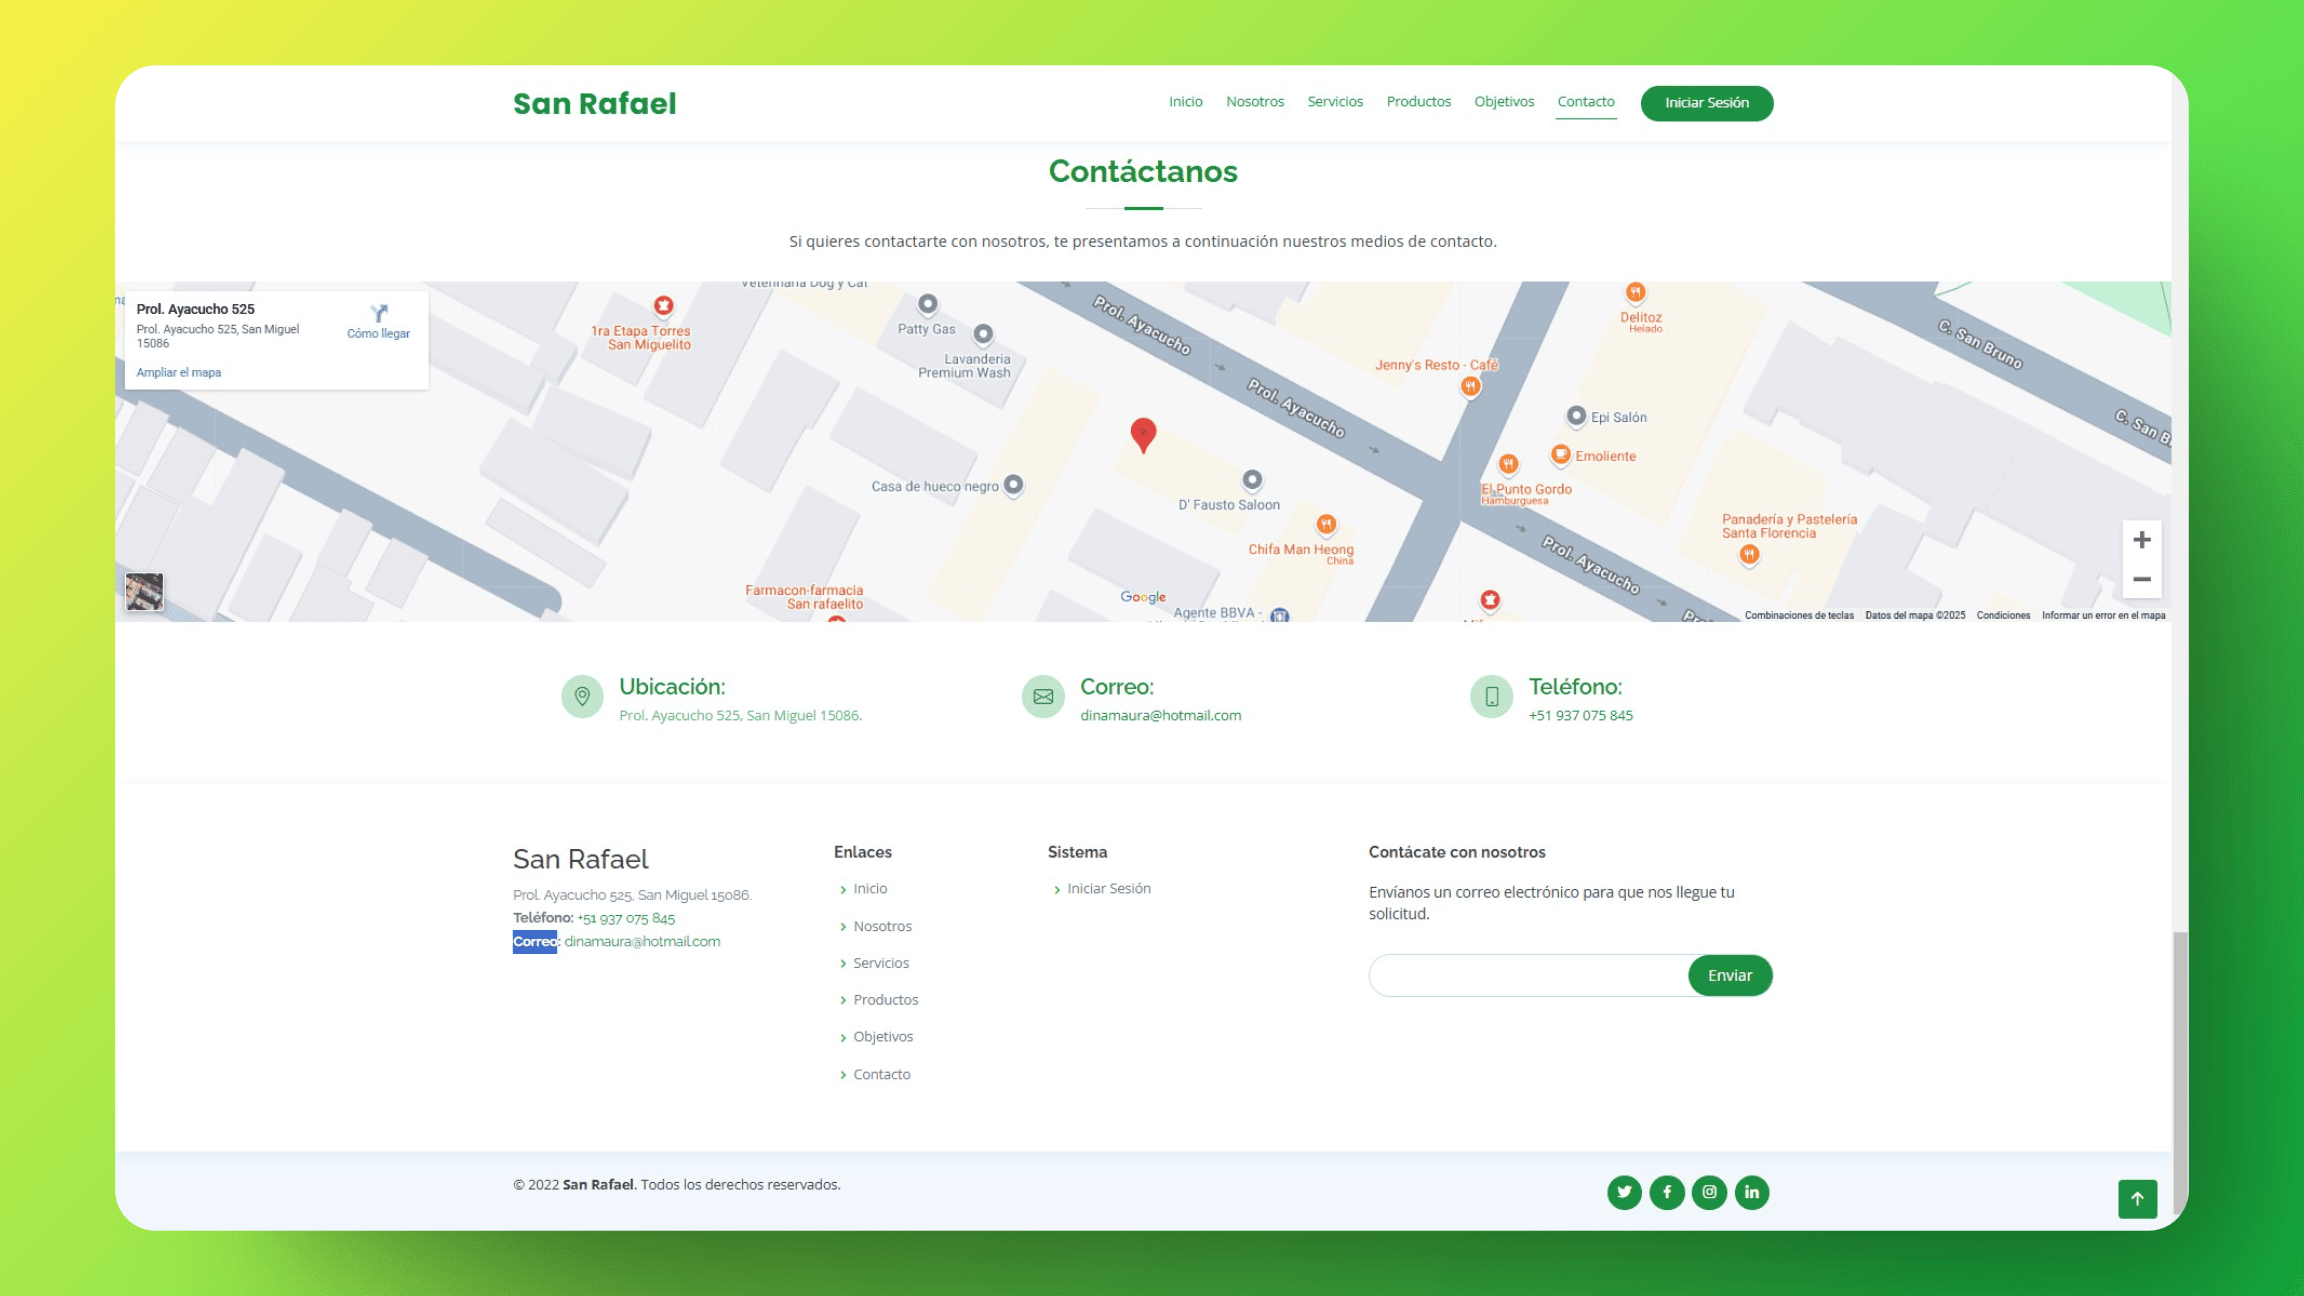 San Rafael
Inicio
Nosotros
Servicios
Productos
Objetivos
Contacto
Iniciar Sesión
Contáctanos
Si quieres contactarte con nosotros, te presentamos a continuación nuestros medios de contacto.
Prol. Ayacucho 525
Prol. Ayacucho 525, San Miguel
15086
Cómo llegar
Ampliar el mapa
Veterinaria Dog y Cat
1ra Etapa Torres
San Miguelito
Patty Gas
Lavanderia
Premium Wash
Prol. Ayacucho
Prol. Ayacucho
Jenny's Resto - Café
Delitoz
Helado
C. San Bruno
C. San B
Epi Salón
Emoliente
El Punto Gordo
Hamburguesa
Casa de hueco negro
D' Fausto Saloon
Chifa Man Heong
China
Panadería y Pastelería
Santa Florencia
Prol. Ayacucho
Farmacon-farmacia
San rafaelito
Google
Agente BBVA -
Combinaciones de teclas
Datos del mapa ©2025
Condiciones
Informar un error en el mapa
Ubicación:
Prol. Ayacucho 525, San Miguel 15086.
Correo:
dinamaura@hotmail.com
Teléfono:
+51 937 075 845
San Rafael
Prol. Ayacucho 525, San Miguel 15086.
Teléfono: +51 937 075 845
Correo: dinamaura@hotmail.com
Enlaces
Inicio
Nosotros
Servicios
Productos
Objetivos
Contacto
Sistema
Iniciar Sesión
Contácate con nosotros
Envíanos un correo electrónico para que nos llegue tu
solicitud.
Enviar
© 2022 San Rafael. Todos los derechos reservados.